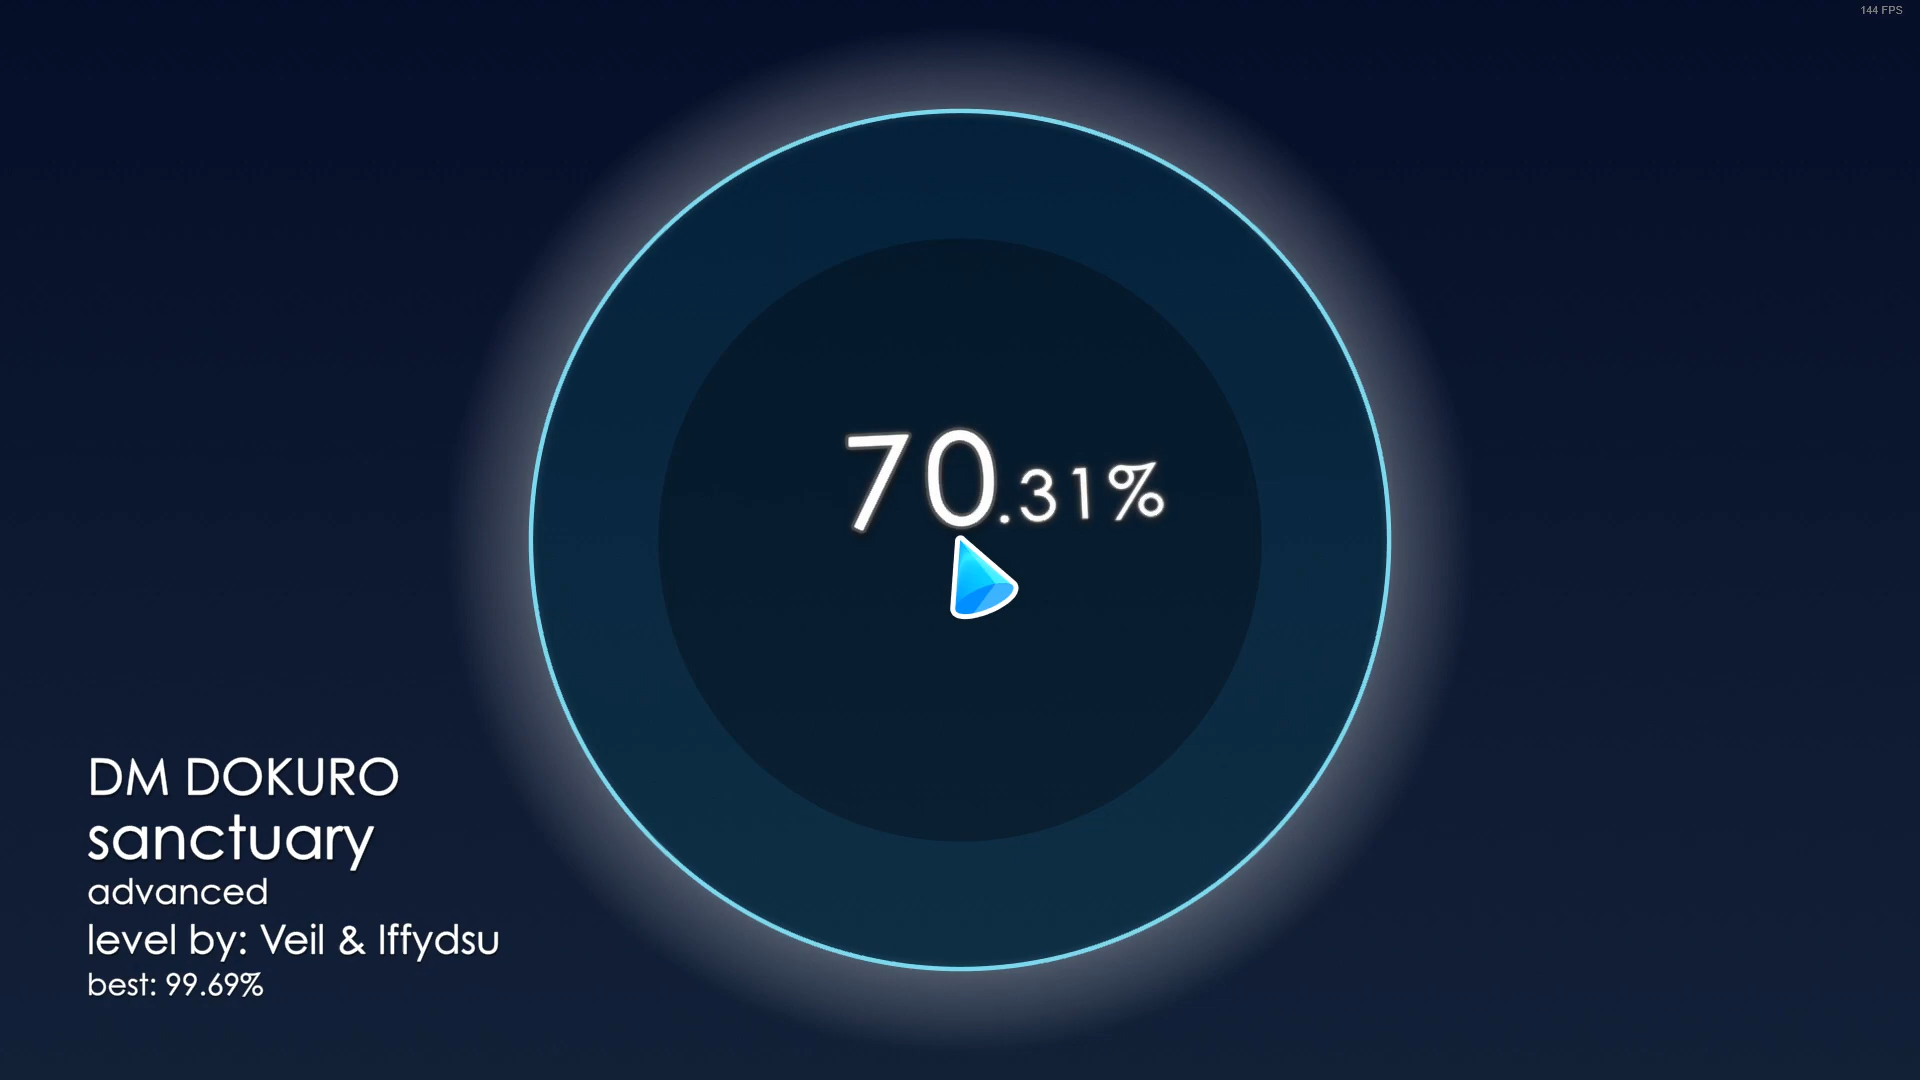 144 FPS
70.31%
DM DOKURO
sanctuary
advanced
level by: Veil & Iffydsu
best: 99.69%